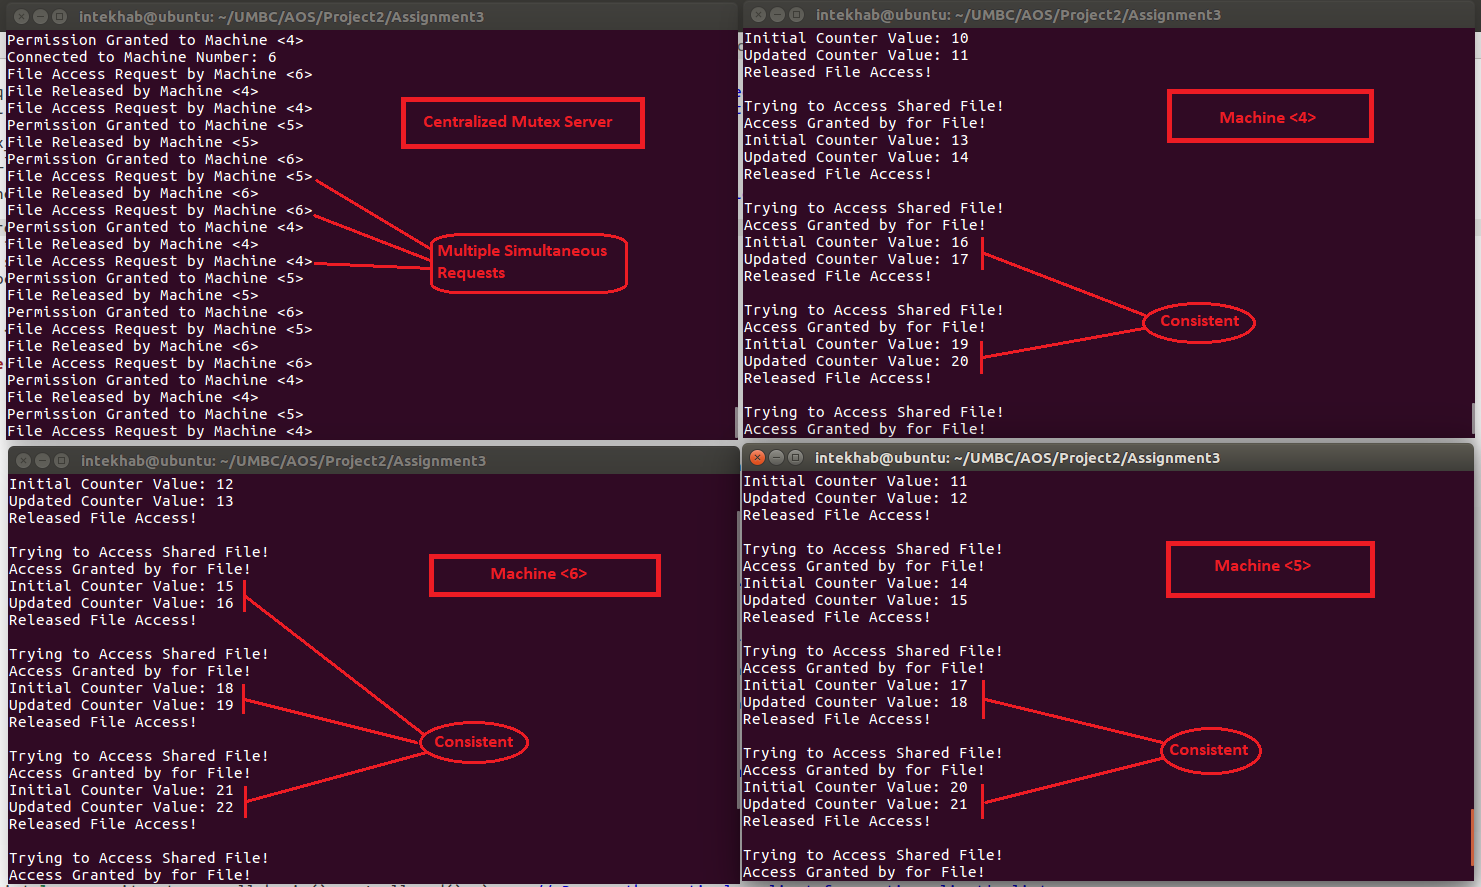 intekhab@ubuntu: ~/UMBC/AOS/Project2/Assignment3
Permission Granted to Machine <4>
Connected to Machine Number: 6
File Access Request by Machine <6>
File Released by Machine <4>
File Access Request by Machine <4>
Permission Granted to Machine <5>
File Released by Machine <5>
Permission Granted to Machine <6>
File Access Request by Machine <5>
File Released by Machine <6>
File Access Request by Machine <6>
Permission Granted to Machine <4>
File Released by Machine <4>
File Access Request by Machine <4>
Permission Granted to Machine <5>
File Released by Machine <5>
Permission Granted to Machine <6>
File Access Request by Machine <5>
File Released by Machine <6>
File Access Request by Machine <6>
Permission Granted to Machine <4>
File Released by Machine <4>
Permission Granted to Machine <5>
File Access Request by Machine <4>
Centralized Mutex Server
Multiple Simultaneous
Requests
intekhab@ubuntu: ~/UMBC/AOS/Project2/Assignment3
Initial Counter Value: 10
Updated Counter Value: 11
Released File Access!
Trying to Access Shared File!
Access Granted by for File!
Initial Counter Value: 13
Updated Counter Value: 14
Released File Access!
Trying to Access Shared File!
Access Granted by for File!
Initial Counter Value: 16
Updated Counter Value: 17
Released File Access!
Trying to Access Shared File!
Access Granted by for File!
Initial Counter Value: 19
Updated Counter Value: 20
Released File Access!
Trying to Access Shared File!
Access Granted by for File!
Machine <4>
Consistent
intekhab@ubuntu: ~/UMBC/AOS/Project2/Assignment3
Initial Counter Value: 12
Updated Counter Value: 13
Released File Access!
Trying to Access Shared File!
Access Granted by for File!
Initial Counter Value: 15
Updated Counter Value: 16
Released File Access!
Trying to Access Shared File!
Access Granted by for File!
Initial Counter Value: 18
Updated Counter Value: 19
Released File Access!
Trying to Access Shared File!
Access Granted by for File!
Initial Counter Value: 21
Updated Counter Value: 22
Released File Access!
Trying to Access Shared File!
Access Granted by for File!
Machine <6>
Consistent
intekhab@ubuntu: ~/UMBC/AOS/Project2/Assignment3
Initial Counter Value: 11
Updated Counter Value: 12
Released File Access!
Trying to Access Shared File!
Access Granted by for File!
Initial Counter Value: 14
Updated Counter Value: 15
Released File Access!
Trying to Access Shared File!
Access Granted by for File!
Initial Counter Value: 17
Updated Counter Value: 18
Released File Access!
Trying to Access Shared File!
Access Granted by for File!
Initial Counter Value: 20
Updated Counter Value: 21
Released File Access!
Trying to Access Shared File!
Access Granted by for File!
Machine <5>
Consistent